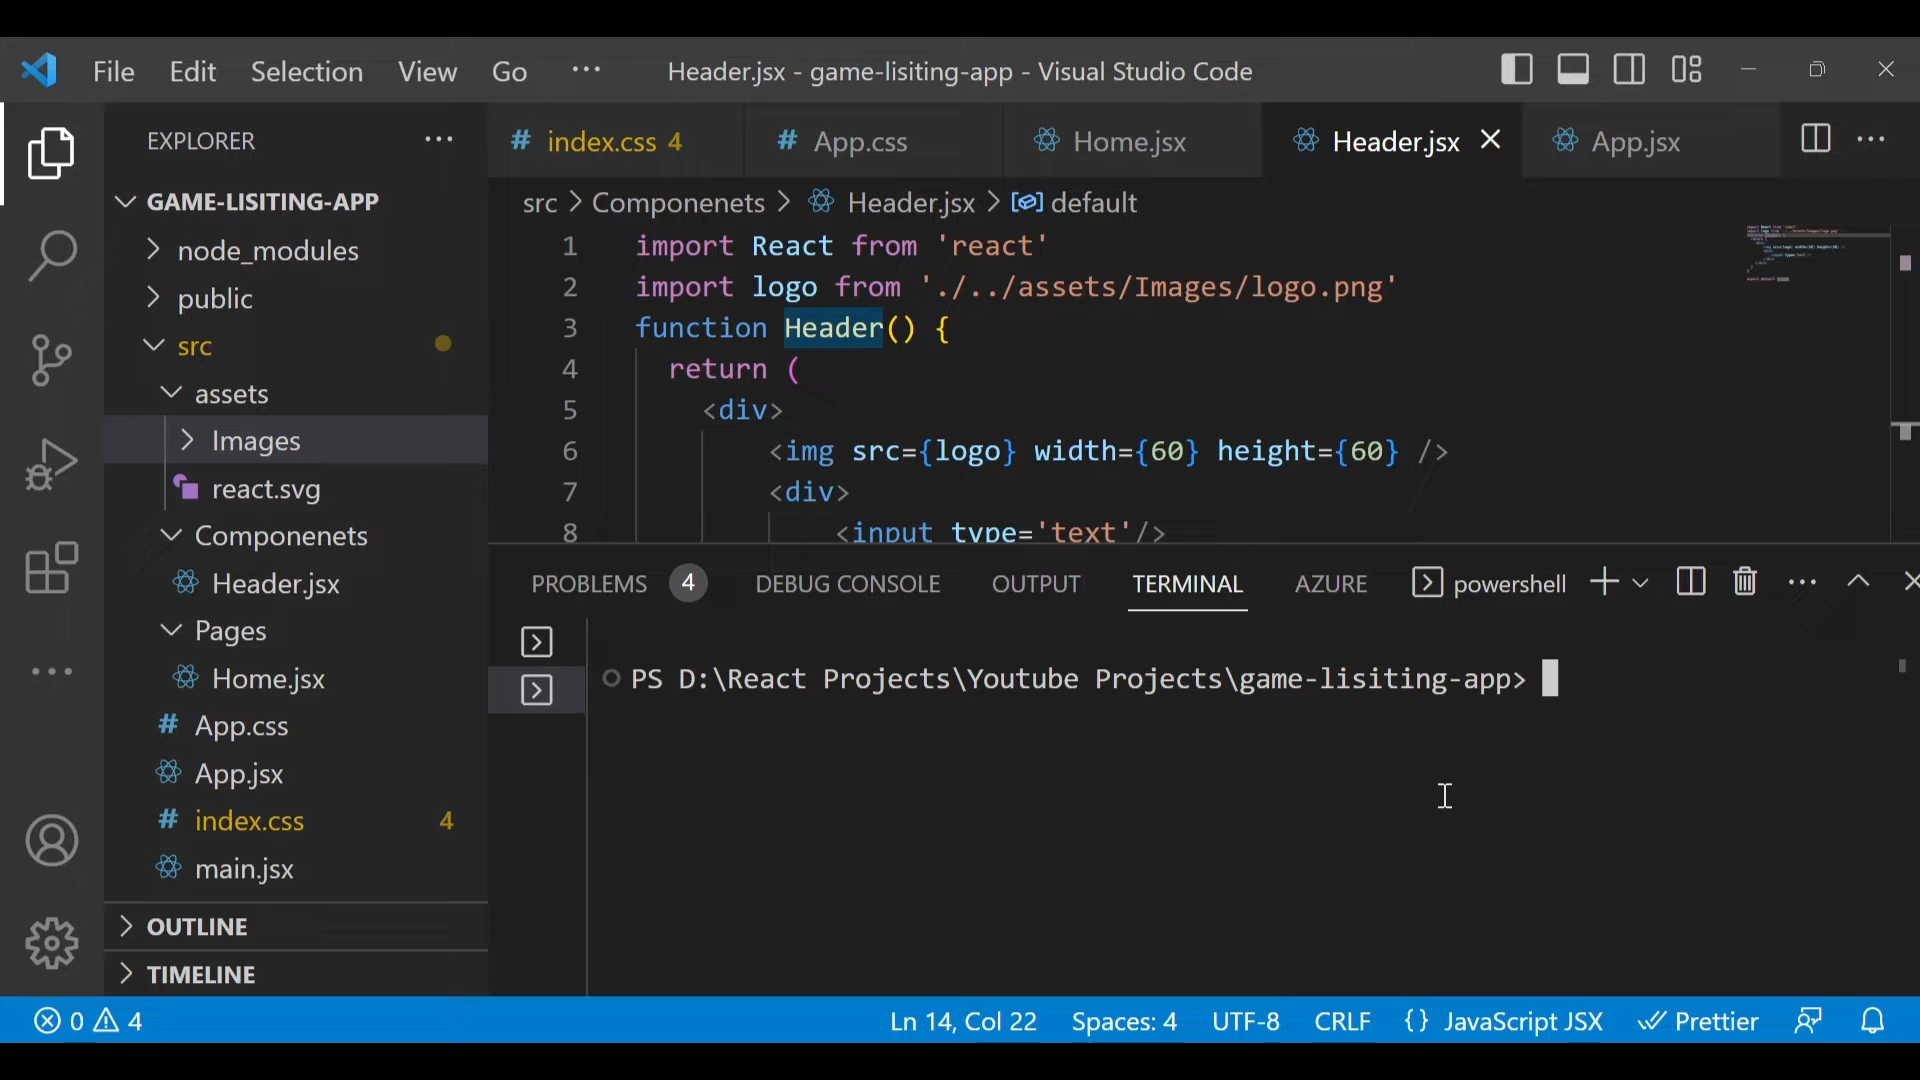 File Edit Selection View Go ··· Header.jsx - game-lisiting-app - Visual Studio Code
EXPLORER
GAME-LISITING-APP
node_modules
public
src
assets
Images
react.svg
Componenets
Header.jsx
Pages
Home.jsx
App.css
App.jsx
index.css 4
main.jsx
OUTLINE
TIMELINE
index.css 4 App.css Home.jsx Header.jsx App.jsx
src > Componenets > Header.jsx > default
1 import React from 'react'
2 import logo from './../assets/Images/logo.png'
3 function Header() {
4 return (
5 <div>
6 <img src={logo} width={60} height={60} />
7 <div>
8 <input type='text'/>
PROBLEMS 4 DEBUG CONSOLE OUTPUT TERMINAL AZURE powershell
PS D:\React Projects\Youtube Projects\game-lisiting-app>
0 4 Ln 14, Col 22 Spaces: 4 UTF-8 CRLF {} JavaScript JSX Prettier